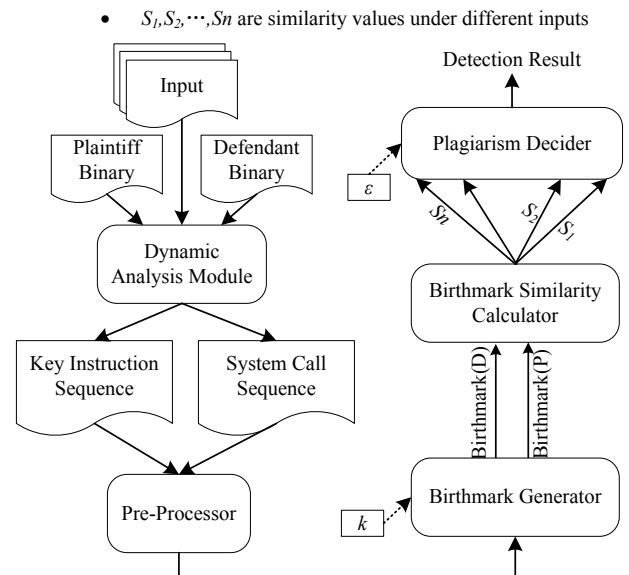 • S1,S2,⋯,Sn are similarity values under different inputs
Input
Plaintiff
Binary
Defendant
Binary
Dynamic
Analysis Module
Key Instruction
Sequence
System Call
Sequence
Pre-Processor
Detection Result
Plagiarism Decider
ε
Sn
S2
S1
Birthmark Similarity
Calculator
Birthmark(D)
Birthmark(P)
Birthmark Generator
k